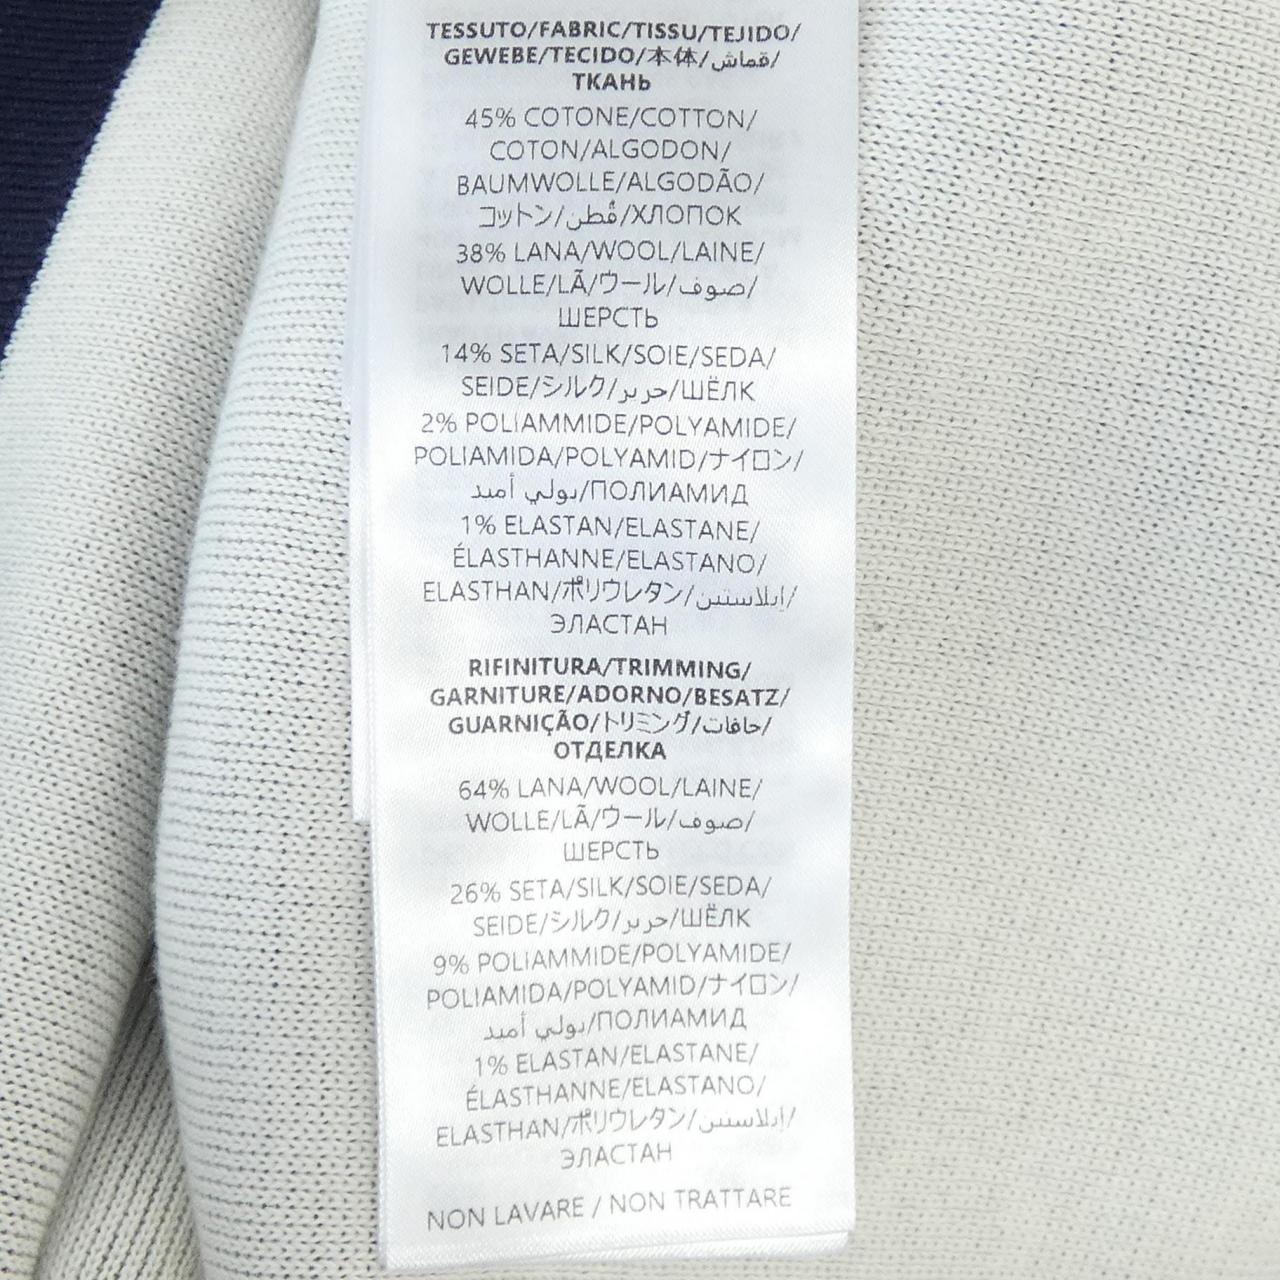 TESSUTO/FABRIC/TISSU/TEJIDO/
GEWEBE/TECIDO/本体/قماش/
ТКАНЬ
45% COTONE/COTTON/
COTON/ALGODON/
BAUMWOLLE/ALGODÃO/
コットン/قُطن/ХЛОПОК
38% LANA/WOOL/LAINE/
WOLLE/LÃ/ウール/صوف/
ШЕРСТЬ
14% SETA/SILK/SOIE/SEDA/
SEIDE/シルク/حرير/ШЁЛК
2% POLIAMMIDE/POLYAMIDE/
POLIAMIDA/POLYAMID/ナイロン/
بولي أميد/ПОЛИАМИД
1% ELASTAN/ELASTANE/
ÉLASTHANNE/ELASTANO/
ELASTHAN/ポリウレタン/إيلاستين/
ЭЛАСТАН
RIFINITURA/TRIMMING/
GARNITURE/ADORNO/BESATZ/
GUARNIÇÃO/トリミング/حافات/
ОТДЕЛКА
64% LANA/WOOL/LAINE/
WOLLE/LÃ/ウール/صوف/
ШЕРСТЬ
26% SETA/SILK/SOIE/SEDA/
SEIDE/シルク/حرير/ШЁЛК
9% POLIAMMIDE/POLYAMIDE/
POLIAMIDA/POLYAMID/ナイロン/
بولي أميد/ПОЛИАМИД
1% ELASTAN/ELASTANE/
ÉLASTHANNE/ELASTANO/
ELASTHAN/ポリウレタン/إيلاستين/
ЭЛАСТАН
NON LAVARE / NON TRATTARE